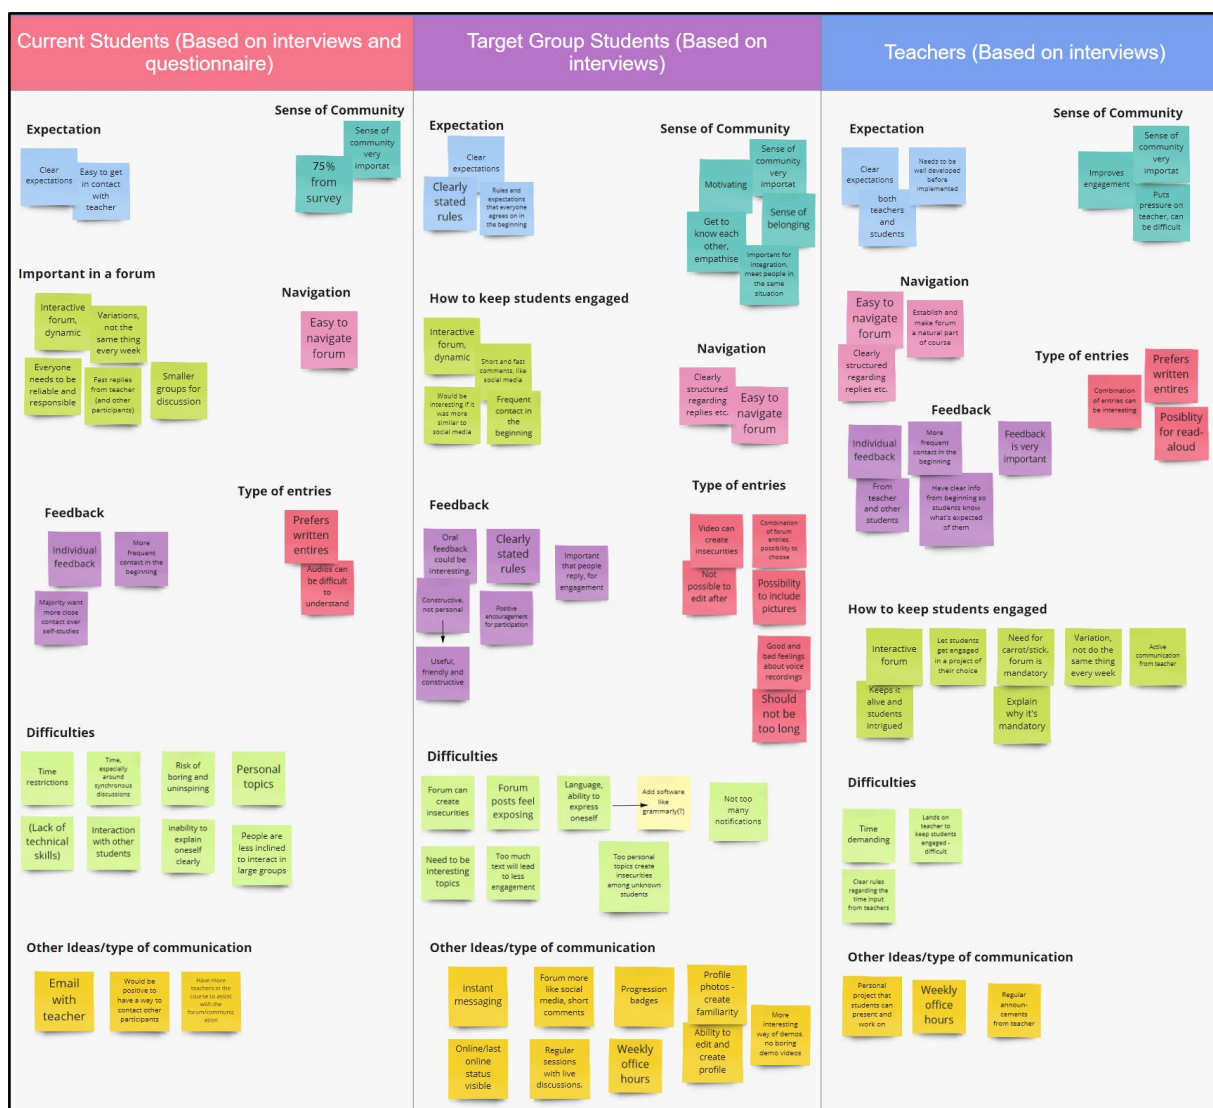 Current Students (Based on interviews and
questionnaire)
Sense of Community
Expectation
Sense of
community
very
importat
75%
from
survey
Clear
expectations
Easy to get
in contact
with
teacher
Important in a forum
Interactive
forum,
dynamic
Variations,
not the
same thing
every week
Everyone
needs to be
reliable and
responsible
Fast replies
from teacher
(and other
participants)
Smaller
groups for
discussion
Navigation
Easy to
navigate
forum
Type of entries
Prefers
written
entires
Audios can be
difficult
to
understand
Feedback
Individual
feedback
More
frequent
contact in the
beginning
Majority want
more close
contact over
self-studies
Difficulties
Time
restrictions
Time,
especially
around
synchronous
discussions
Risk of
boring and
uninspiring
Personal
topics
(Lack of
technical
skills)
Interaction
with other
students
Inability to
explain
oneself
clearly
People are
less inclined
to interact in
large groups
Other Ideas/type of communication
Email
with
teacher
Would be
positive to
have a way to
contact other
participants
Have more
teachers in the
course to assist
with the
forum/communic
ation
Target Group Students (Based on
interviews)
Expectation
Clear
expectations
Clearly
stated
rules
Rules and
expectations
that everyone
agrees on in the
beginning
Sense of Community
Sense of
community
very
importat
Motivating
Sense of
belonging
Get to
know each
other,
empathise
Important for
integration,
meet people in
the same
situation
How to keep students engaged
Interactive
forum,
dynamic
Short and fast
comments, like
social media
Would be
interesting if it
was more
similar to
social media
Frequent
contact in
the
beginning
Navigation
Clearly
structured
regarding
replies etc.
Easy to
navigate
forum
Type of entries
Video can
create
insecurities
Combination
of forum
entries,
possibility to
choose
Not
possible to
edit after
Possibility
to include
pictures
Good and
bad feelings
about voice
recordings
Should
not be
too long
Feedback
Oral
feedback
could be
interesting.
Clearly
stated
rules
Important
that people
reply, for
engagement
Constructive,
not personal
Postive
encouragement
for participation
Useful,
friendly and
constructive
Difficulties
Forum can
create
insecurities
Forum
posts feel
exposing
Language,
ability to
express
oneself
Add software
like
grammarly(?)
Not too
many
notifications
Need to be
interesting
topics
Too much
text will lead
to less
engagement
Too personal
topics create
insecurities
among unknown
students
Other Ideas/type of communication
instant
messaging
Forum more
like social
media, short
comments
Progression
badges
Profile
photos -
create
familiarity
More
interesting
way of demos,
no boring
demo videos
Online/last
online
status
visible
Regular
sessions
with live
discussions.
Weekly
office
hours
Ability to
edit and
create
profile
Teachers (Based on interviews)
Expectation
Clear
expectations
Needs to be
well developed
before
implemented
both
teachers
and
students
Sense of Community
Sense of
community
very
importat
Improves
engagement
Puts
pressure on
teacher, can
be difficult
Navigation
Easy to
navigate
forum
Establish and
make forum
a natural part
of course
Clearly
structured
regarding
replies etc.
Type of entries
Prefers
written
entires
Combination
of entries can
be interesting
Posiblity
for read-
aloud
Feedback
Individual
feedback
More
frequent
contact in the
beginning
Feedback
is very
important
From
teacher
and other
students
Have clear info
from beginning so
students know
what's expected
of them
How to keep students engaged
Interactive
forum
Let students
get engaged
in a project of
their choice
Need for
carrot/stick,
forum is
mandatory
Variation,
not do the
same thing
every week
Active
communication
from teacher
Keeps it
alive and
students
intrigued
Explain
why it's
mandatory
Difficulties
Time
demanding
Lands on
teacher to
keep students
engaged -
difficult
Clear rules
regarding the
time input
from teachers
Other Ideas/type of communication
Personal
project that
students can
present and
work on
Weekly
office
hours
Regular
announ-
cements
from teacher